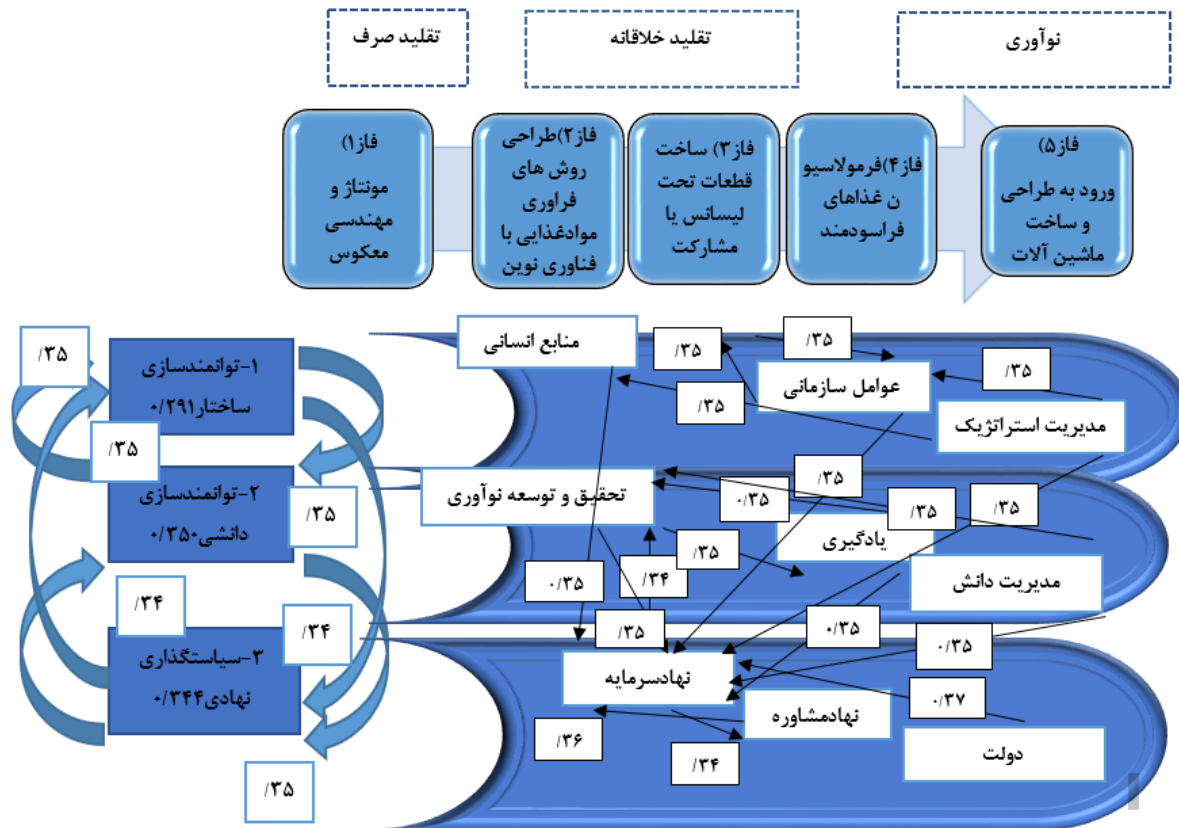 تقلید صرف
تقلید خلاقانه
نوآوری
فاز۱)
مونتاژ و
مهندسی
معکوس
فاز۲)طراحی
روش های
فراوری
موادغذایی با
فناوری نوین
فاز۳) ساخت
قطعات تحت
لیسانس یا
مشارکت
فاز۴)فرمولاسیو
ن غذاهای
فراسودمند
فاز۵)
ورود به طراحی
و ساخت
ماشین آلات
/۳۵
۱-توانمندسازی
ساختار۰/۲۹۱
/۳۵
۲-توانمندسازی
دانشی۰/۳۵۰
/۳۵
/۳۴
/۳۴
۳-سیاستگذاری
نهادی۰/۳۴۴
/۳۵
منابع انسانی
/۳۵
/۳۵
/۳۵
/۳۵
عوامل سازمانی
مدیریت استراتژیک
تحقیق و توسعه نوآوری
/۳۵
۰/۳۵
/۳۵
/۳۵
یادگیری
/۳۵
مدیریت دانش
۰/۳۵
/۳۴
/۳۵
۰/۳۵
۰/۳۵
نهادسرمایه
۰/۳۷
نهادمشاوره
دولت
/۳۶
/۳۴